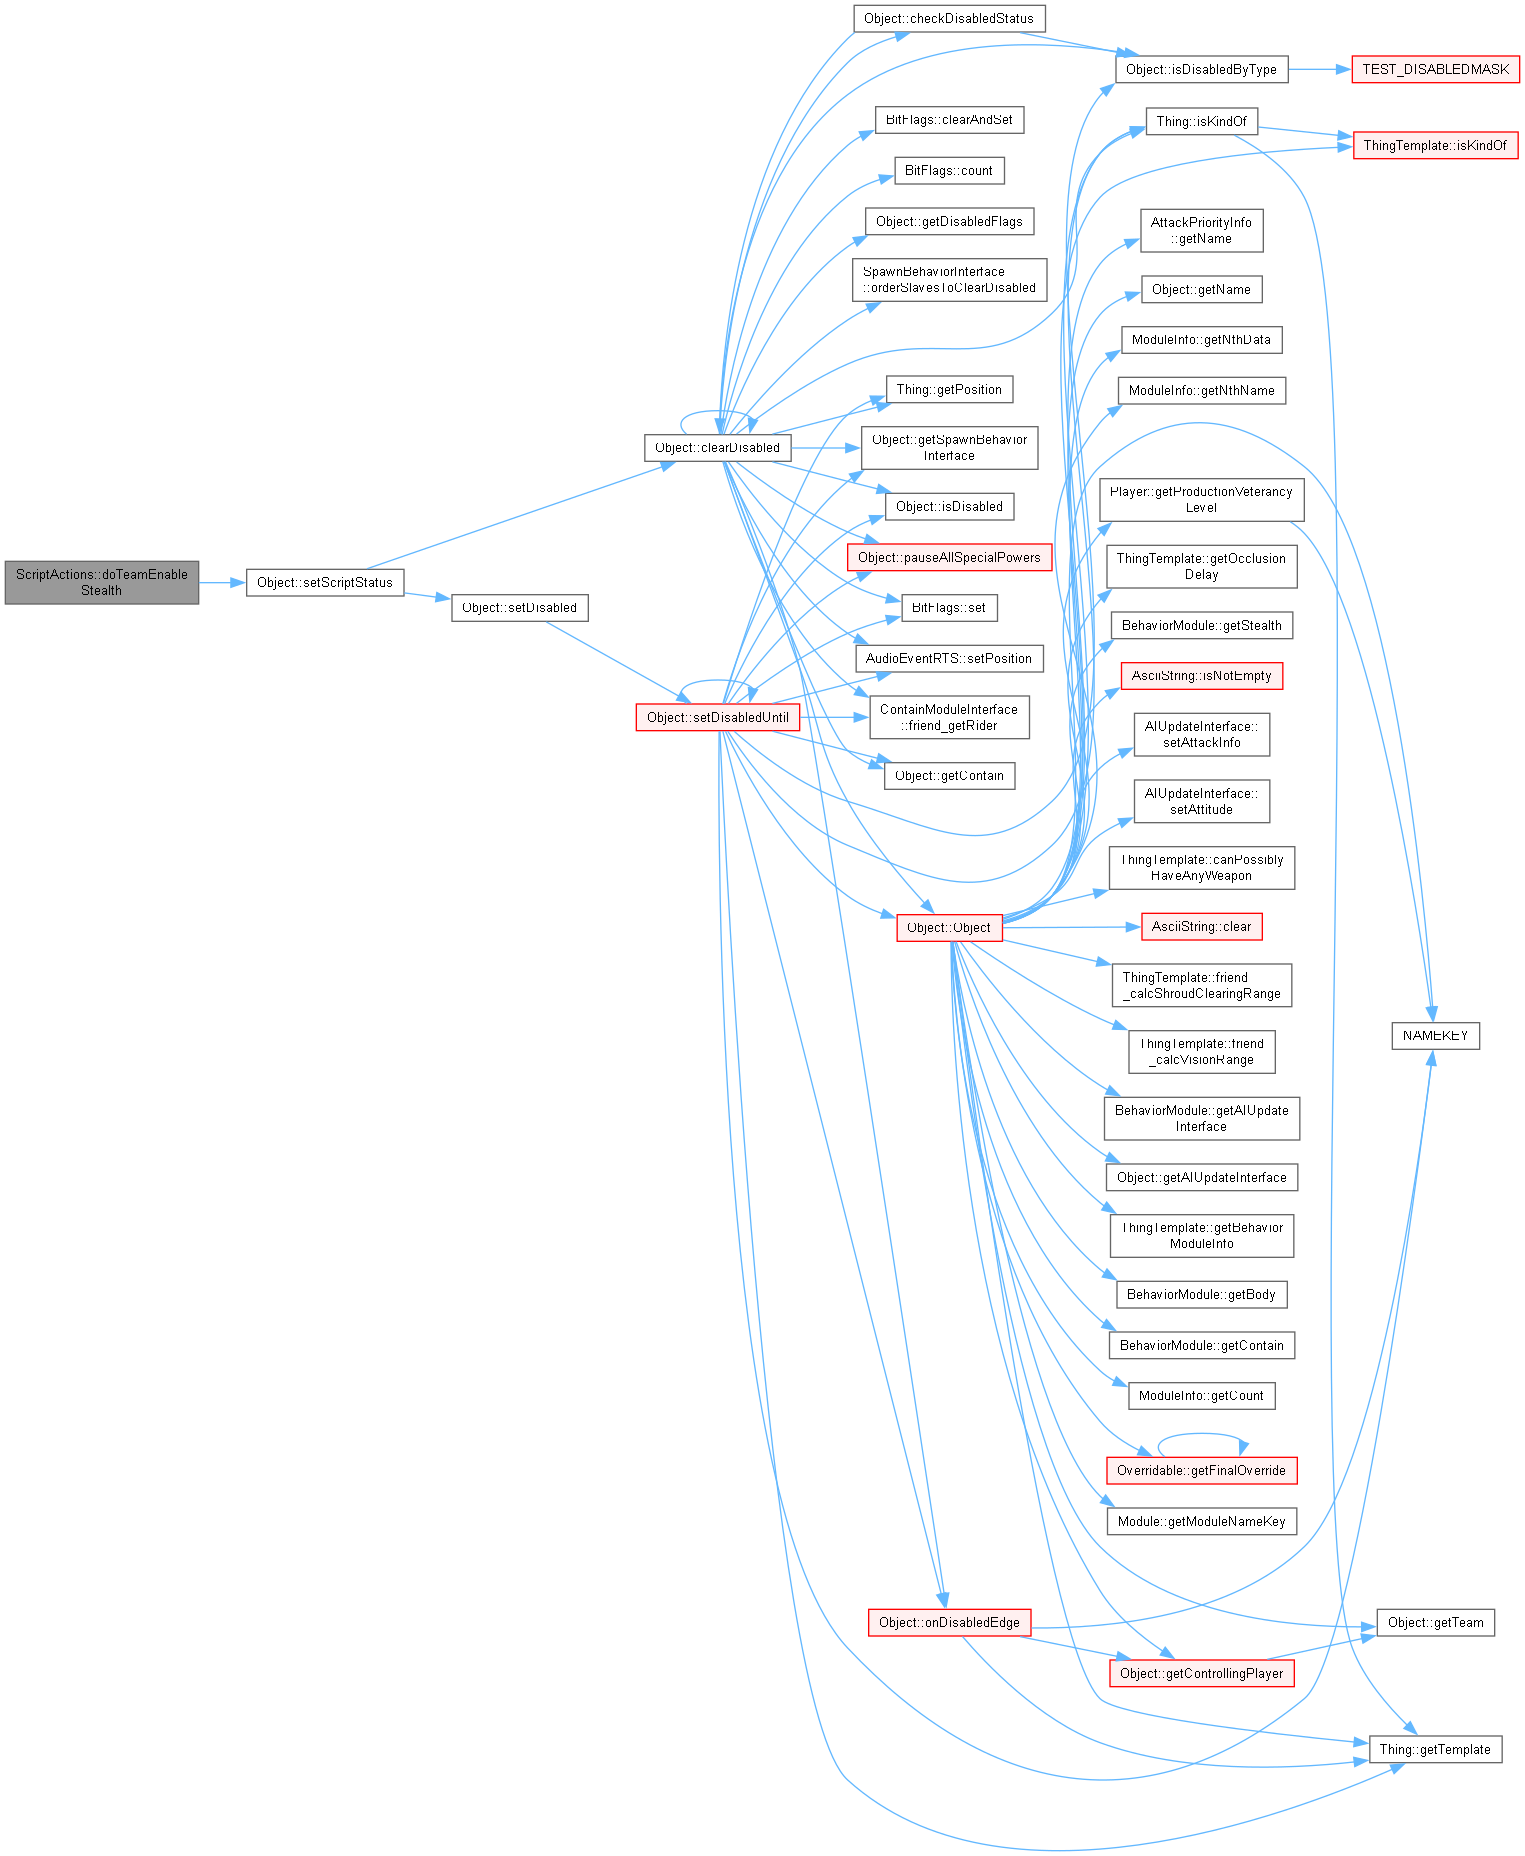 ScriptActions::doTeamEnable
Stealth
Object::setScriptStatus
Object::setDisabled
Object::clearDisabled
Object::setDisabledUntil
Object::checkDisabledStatus
BitFlags::clearAndSet
BitFlags::count
Object::getDisabledFlags
SpawnBehaviorInterface
::orderSlavesToClearDisabled
Thing::getPosition
Object::getSpawnBehavior
Interface
Object::isDisabled
Object::pauseAllSpecialPowers
BitFlags::set
AudioEventRTS::setPosition
ContainModuleInterface
::friend_getRider
Object::getContain
Object::Object
Object::onDisabledEdge
Object::isDisabledByType
Thing::isKindOf
AttackPriorityInfo
::getName
Object::getName
ModuleInfo::getNthData
ModuleInfo::getNthName
Player::getProductionVeterancy
Level
ThingTemplate::getOcclusion
Delay
BehaviorModule::getStealth
AsciiString::isNotEmpty
AIUpdateInterface::
setAttackInfo
AIUpdateInterface::
setAttitude
ThingTemplate::canPossibly
HaveAnyWeapon
AsciiString::clear
ThingTemplate::friend
_calcShroudClearingRange
ThingTemplate::friend
_calcVisionRange
BehaviorModule::getAIUpdate
Interface
Object::getAIUpdateInterface
ThingTemplate::getBehavior
ModuleInfo
BehaviorModule::getBody
BehaviorModule::getContain
ModuleInfo::getCount
Overridable::getFinalOverride
Module::getModuleNameKey
Object::getControllingPlayer
TEST_DISABLEDMASK
ThingTemplate::isKindOf
NAMEKEY
Object::getTeam
Thing::getTemplate